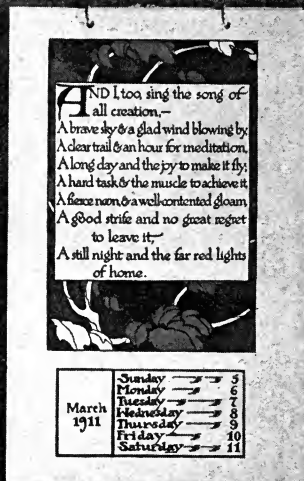 AND I, too, sing the song of
all creation,—
A brave sky & a glad wind blowing by,
A clear trail & an hour for meditation,
A long day and the joy to make it fly;
A hard task & the muscle to achieve it,
A fierce noon & a well-contented gloam,
A good strife and no great regret
to leave it,—
A still night and the far red lights
of home.
March
1911
Sunday 5
Monday 6
Tuesday 7
Wednesday 8
Thursday 9
Friday 10
Saturday 11